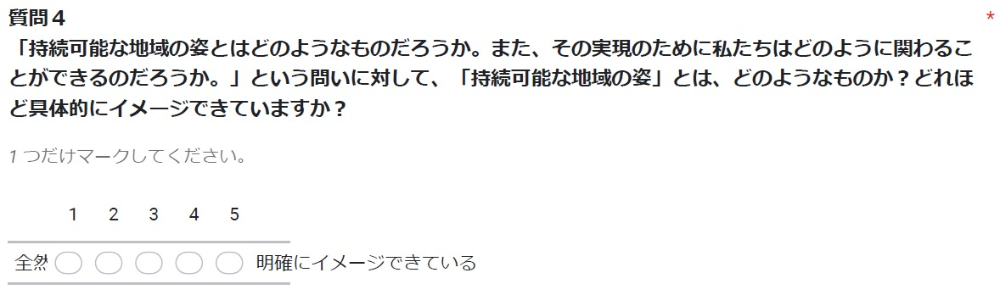 質問４
*
「持続可能な地域の姿とはどのようなものだろうか。また、その実現のために私たちはどのように関わるこ
とができるのだろうか。」という問いに対して、「持続可能な地域の姿」とは、どのようなものか？どれほ
ど具体的にイメージできていますか？
1 つだけマークしてください。
1 2 3 4 5
全然 明確にイメージできている